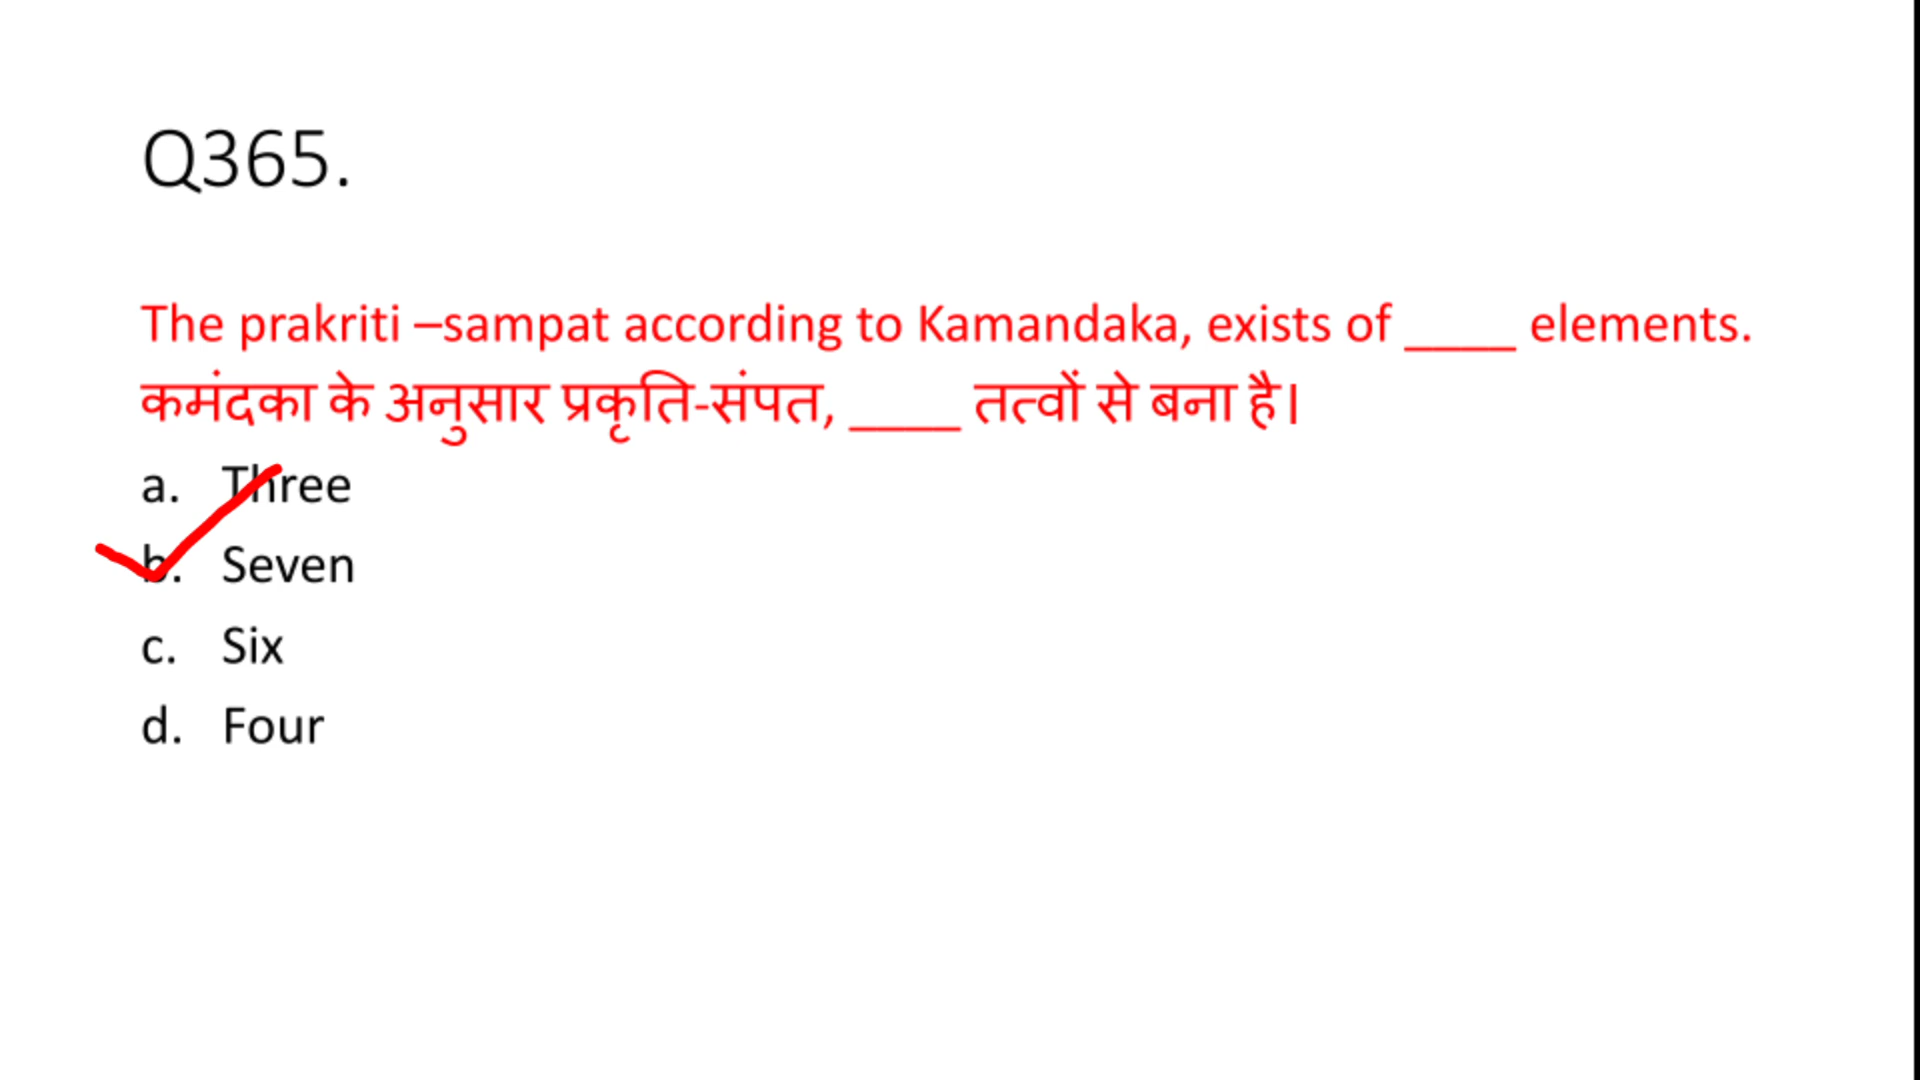 Q365.
The prakriti –sampat according to Kamandaka, exists of ____ elements.
कमंदका के अनुसार प्रकृति-संपत, ____ तत्वों से बना है।
a. Three
b. Seven
c. Six
d. Four